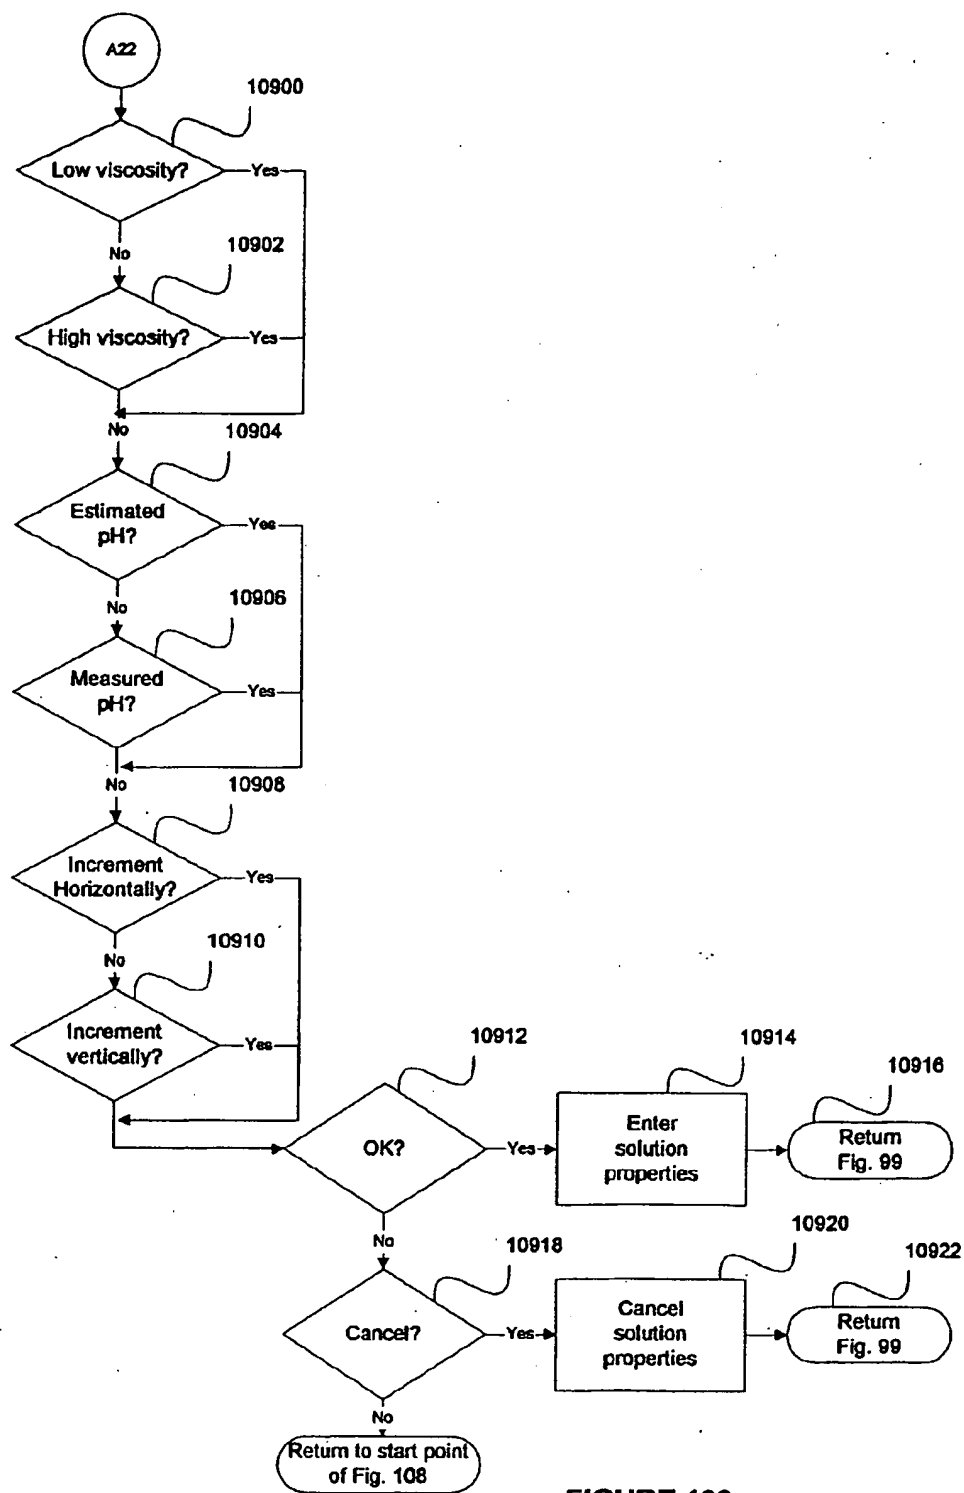 A22
10900
Low viscosity?
Yes
No
10902
High viscosity?
Yes
No
10904
Estimated
pH?
Yes
No
10906
Measured
pH?
Yes
No
10908
Increment
Horizontally?
Yes
No
10910
Increment
vertically?
Yes
10912
OK?
Yes
10914
Enter
solution
properties
10916
Return
Fig. 99
No
10918
Cancel?
Yes
10920
Cancel
solution
properties
10922
Return
Fig. 99
No
Return to start point
of Fig. 108